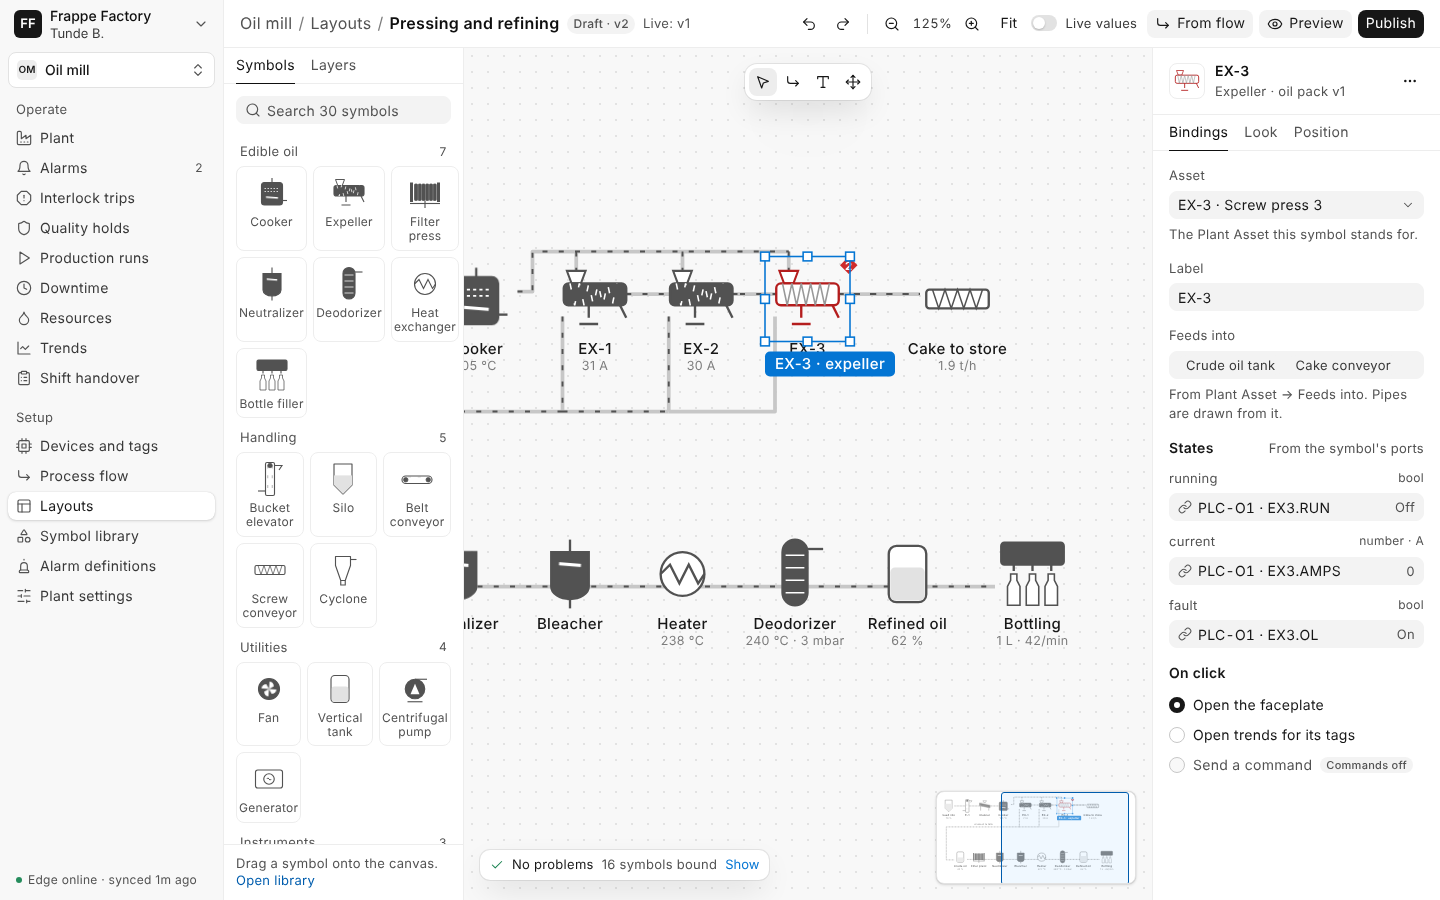 FF
Frappe Factory
Tunde B.
OM
Oil mill
Operate
Plant
Alarms
2
Interlock trips
Quality holds
Production runs
Downtime
Resources
Trends
Shift handover
Setup
Devices and tags
Process flow
Layouts
Symbol library
Alarm definitions
Plant settings
Edge online · synced 1m ago
Oil mill / Layouts / Pressing and refining
Draft · v2
Live: v1
125%
Fit
Live values
From flow
Preview
Publish
Symbols
Layers
Search 30 symbols
Edible oil
7
Cooker
Expeller
Filter
press
Neutralizer
Deodorizer
Heat
exchanger
Bottle filler
Handling
5
Bucket
elevator
Silo
Belt
conveyor
Screw
conveyor
Cyclone
Utilities
4
Fan
Vertical
tank
Centrifugal
pump
Generator
Instruments
3
Drag a symbol onto the canvas.
Open library
ooker
05 °C
EX-1
31 A
EX-2
30 A
EX-3
EX-3 · expeller
Cake to store
1.9 t/h
alizer
Bleacher
Heater
238 °C
Deodorizer
240 °C · 3 mbar
Refined oil
62 %
Bottling
1 L · 42/min
No problems
16 symbols bound
Show
EX-3
Expeller · oil pack v1
Bindings
Look
Position
Asset
EX-3 · Screw press 3
The Plant Asset this symbol stands for.
Label
EX-3
Feeds into
Crude oil tank
Cake conveyor
From Plant Asset → Feeds into. Pipes
are drawn from it.
States
From the symbol's ports
running
bool
PLC-01 · EX3.RUN
Off
current
number · A
PLC-01 · EX3.AMPS
0
fault
bool
PLC-01 · EX3.OL
On
On click
Open the faceplate
Open trends for its tags
Send a command
Commands off